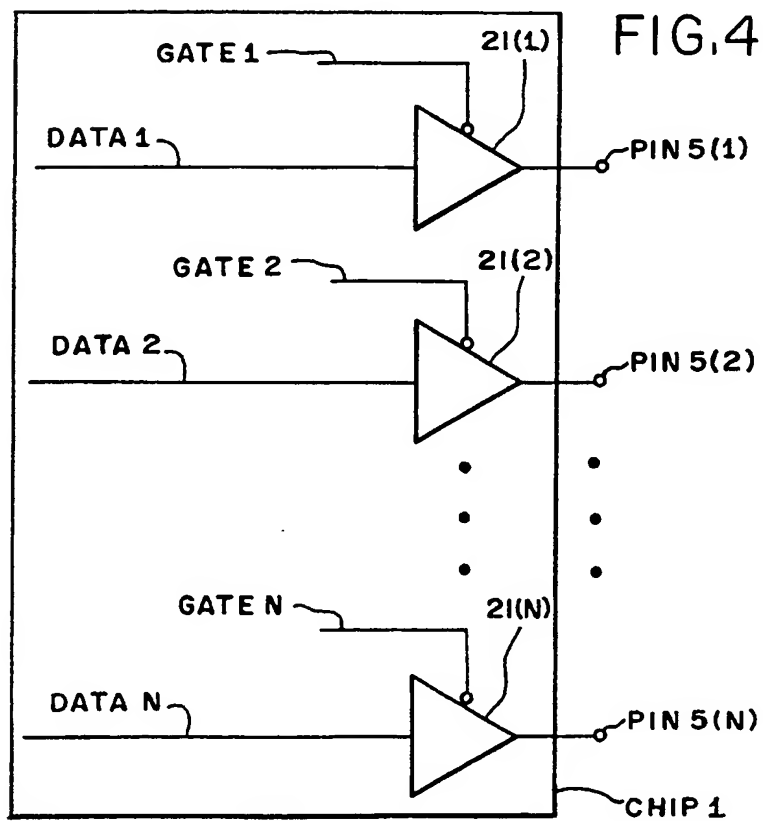 FIG.4
GATE 1
21(1)
DATA 1
PIN 5(1)
GATE 2
21(2)
DATA 2
PIN 5(2)
GATE N
21(N)
DATA N
PIN 5(N)
CHIP 1